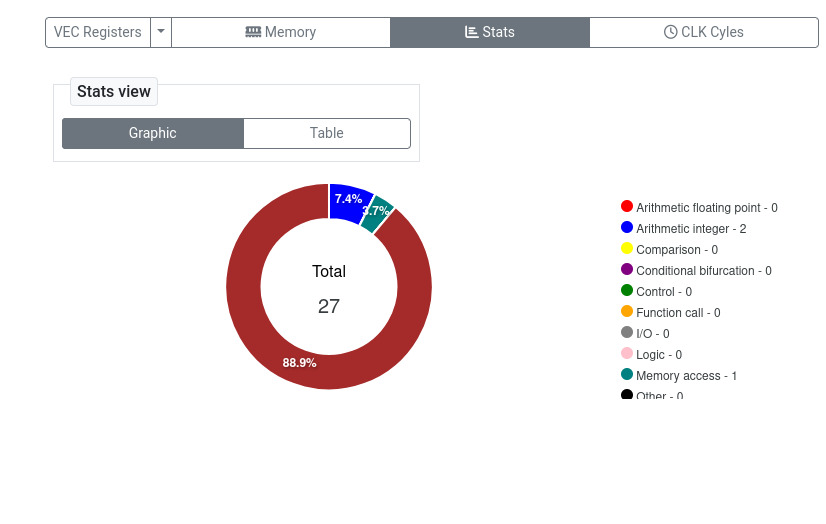 VEC Registers Memory Stats CLK Cyles
Stats view
Graphic Table
7.4%
3.7%
Total
27
88.9%
Arithmetic floating point - 0
Arithmetic integer - 2
Comparison - 0
Conditional bifurcation - 0
Control - 0
Function call - 0
I/O - 0
Logic - 0
Memory access - 1
Other - 0